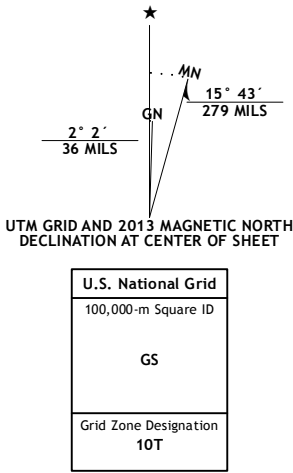 ★
MN
GN
15° 43´
279 MILS
2° 2´
36 MILS
UTM GRID AND 2013 MAGNETIC NORTH
DECLINATION AT CENTER OF SHEET
U.S. National Grid
100,000-m Square ID
GS
Grid Zone Designation
10T